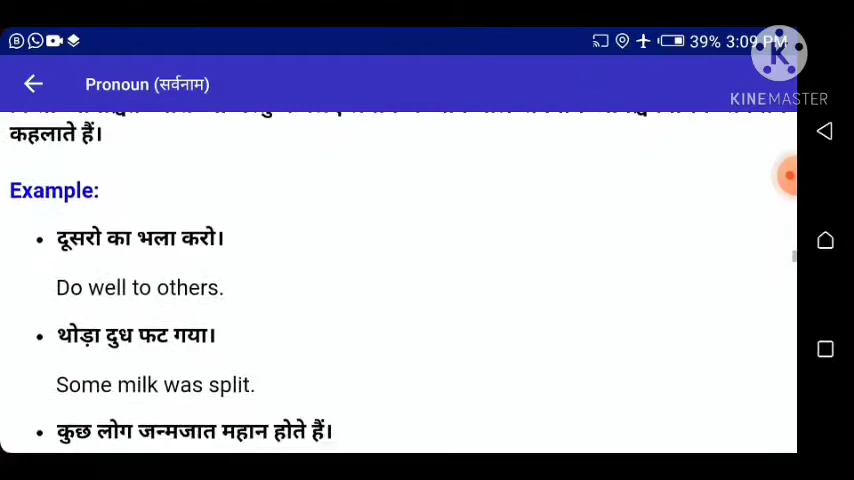 39% 3:09 PM
KINEMASTER
Pronoun (सर्वनाम)
कहलाते हैं।
Example:
• दूसरो का भला करो।
Do well to others.
• थोड़ा दुध फट गया।
Some milk was split.
• कुछ लोग जन्मजात महान होते हैं।